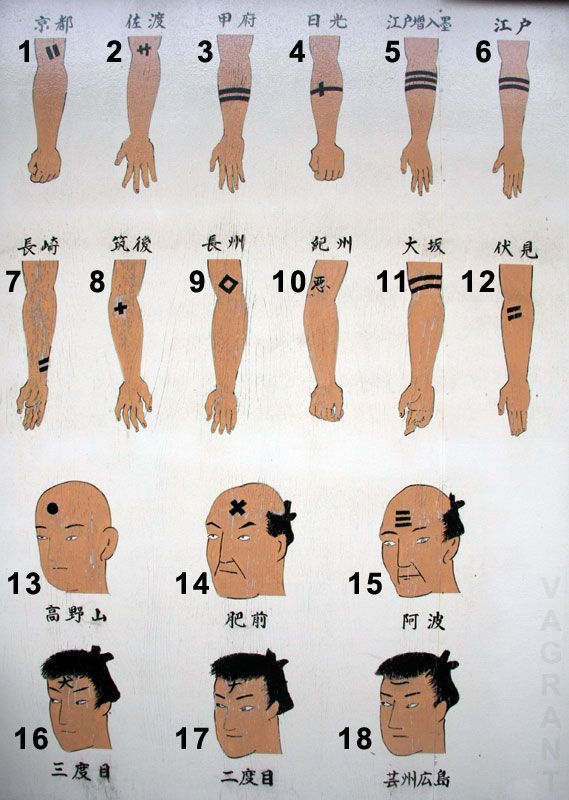 京都 佐渡 甲府 日光 江戸増入墨 江戸
1 2 3 4 5 6
長崎 筑後 長州 紀州 大坂 伏見
7 8 9 10 悪 11 12
13 14 15
高野山 肥前 阿波
犬
16 17 18
三度目 二度目 芸州広島
VAGRANT